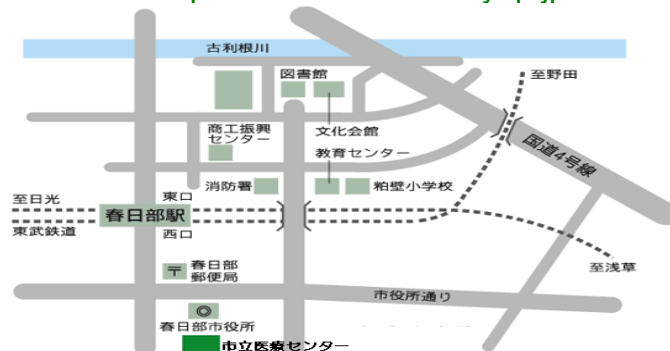 古利根川
図書館
至野田
商工振興
センター
文化会館
国道4号線
教育センター
消防署
粕壁小学校
至日光
東口
春日部駅
東武鉄道
西口
春日部
郵便局
至浅草
市役所通り
春日部市役所
市立医療センター